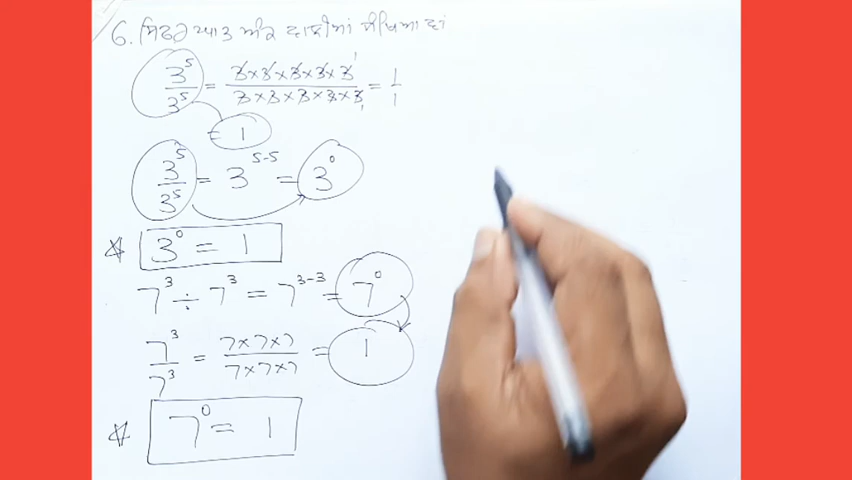 6. ਸਿਫਰ ਘਾਤ ਅੰਕ ਵਾਲੀਆਂ ਸੰਖਿਆਵਾਂ
3⁵/3⁵ = 3×3×3×3×3/3×3×3×3×3 = 1/1
= 1
3⁵/3⁵ = 3⁵⁻⁵ = 3⁰
3⁰ = 1
7³ ÷ 7³ = 7³⁻³ = 7⁰
7³/7³ = 7×7×7/7×7×7 = 1
7⁰ = 1